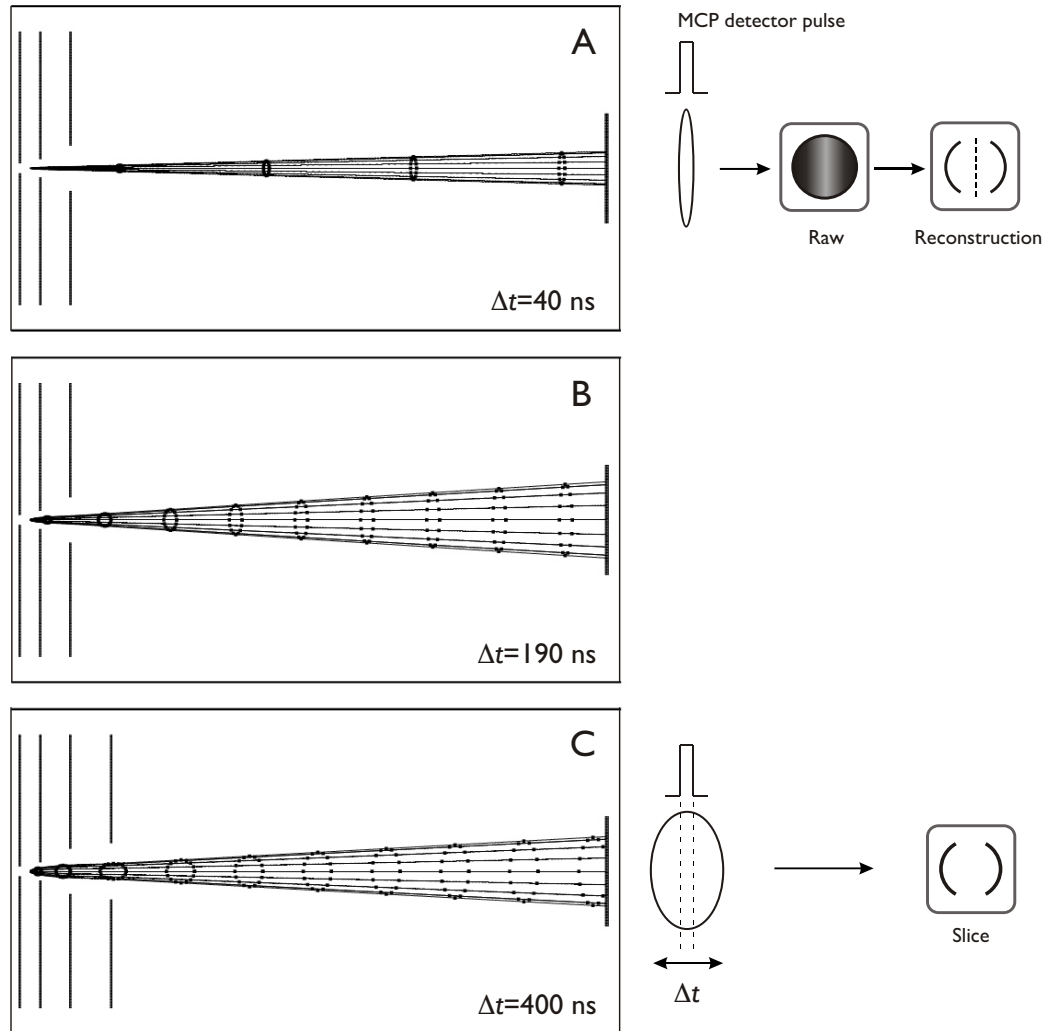 A
MCP detector pulse
Raw
Reconstruction
Δt=40 ns
B
Δt=190 ns
C
Slice
Δt
Δt=400 ns